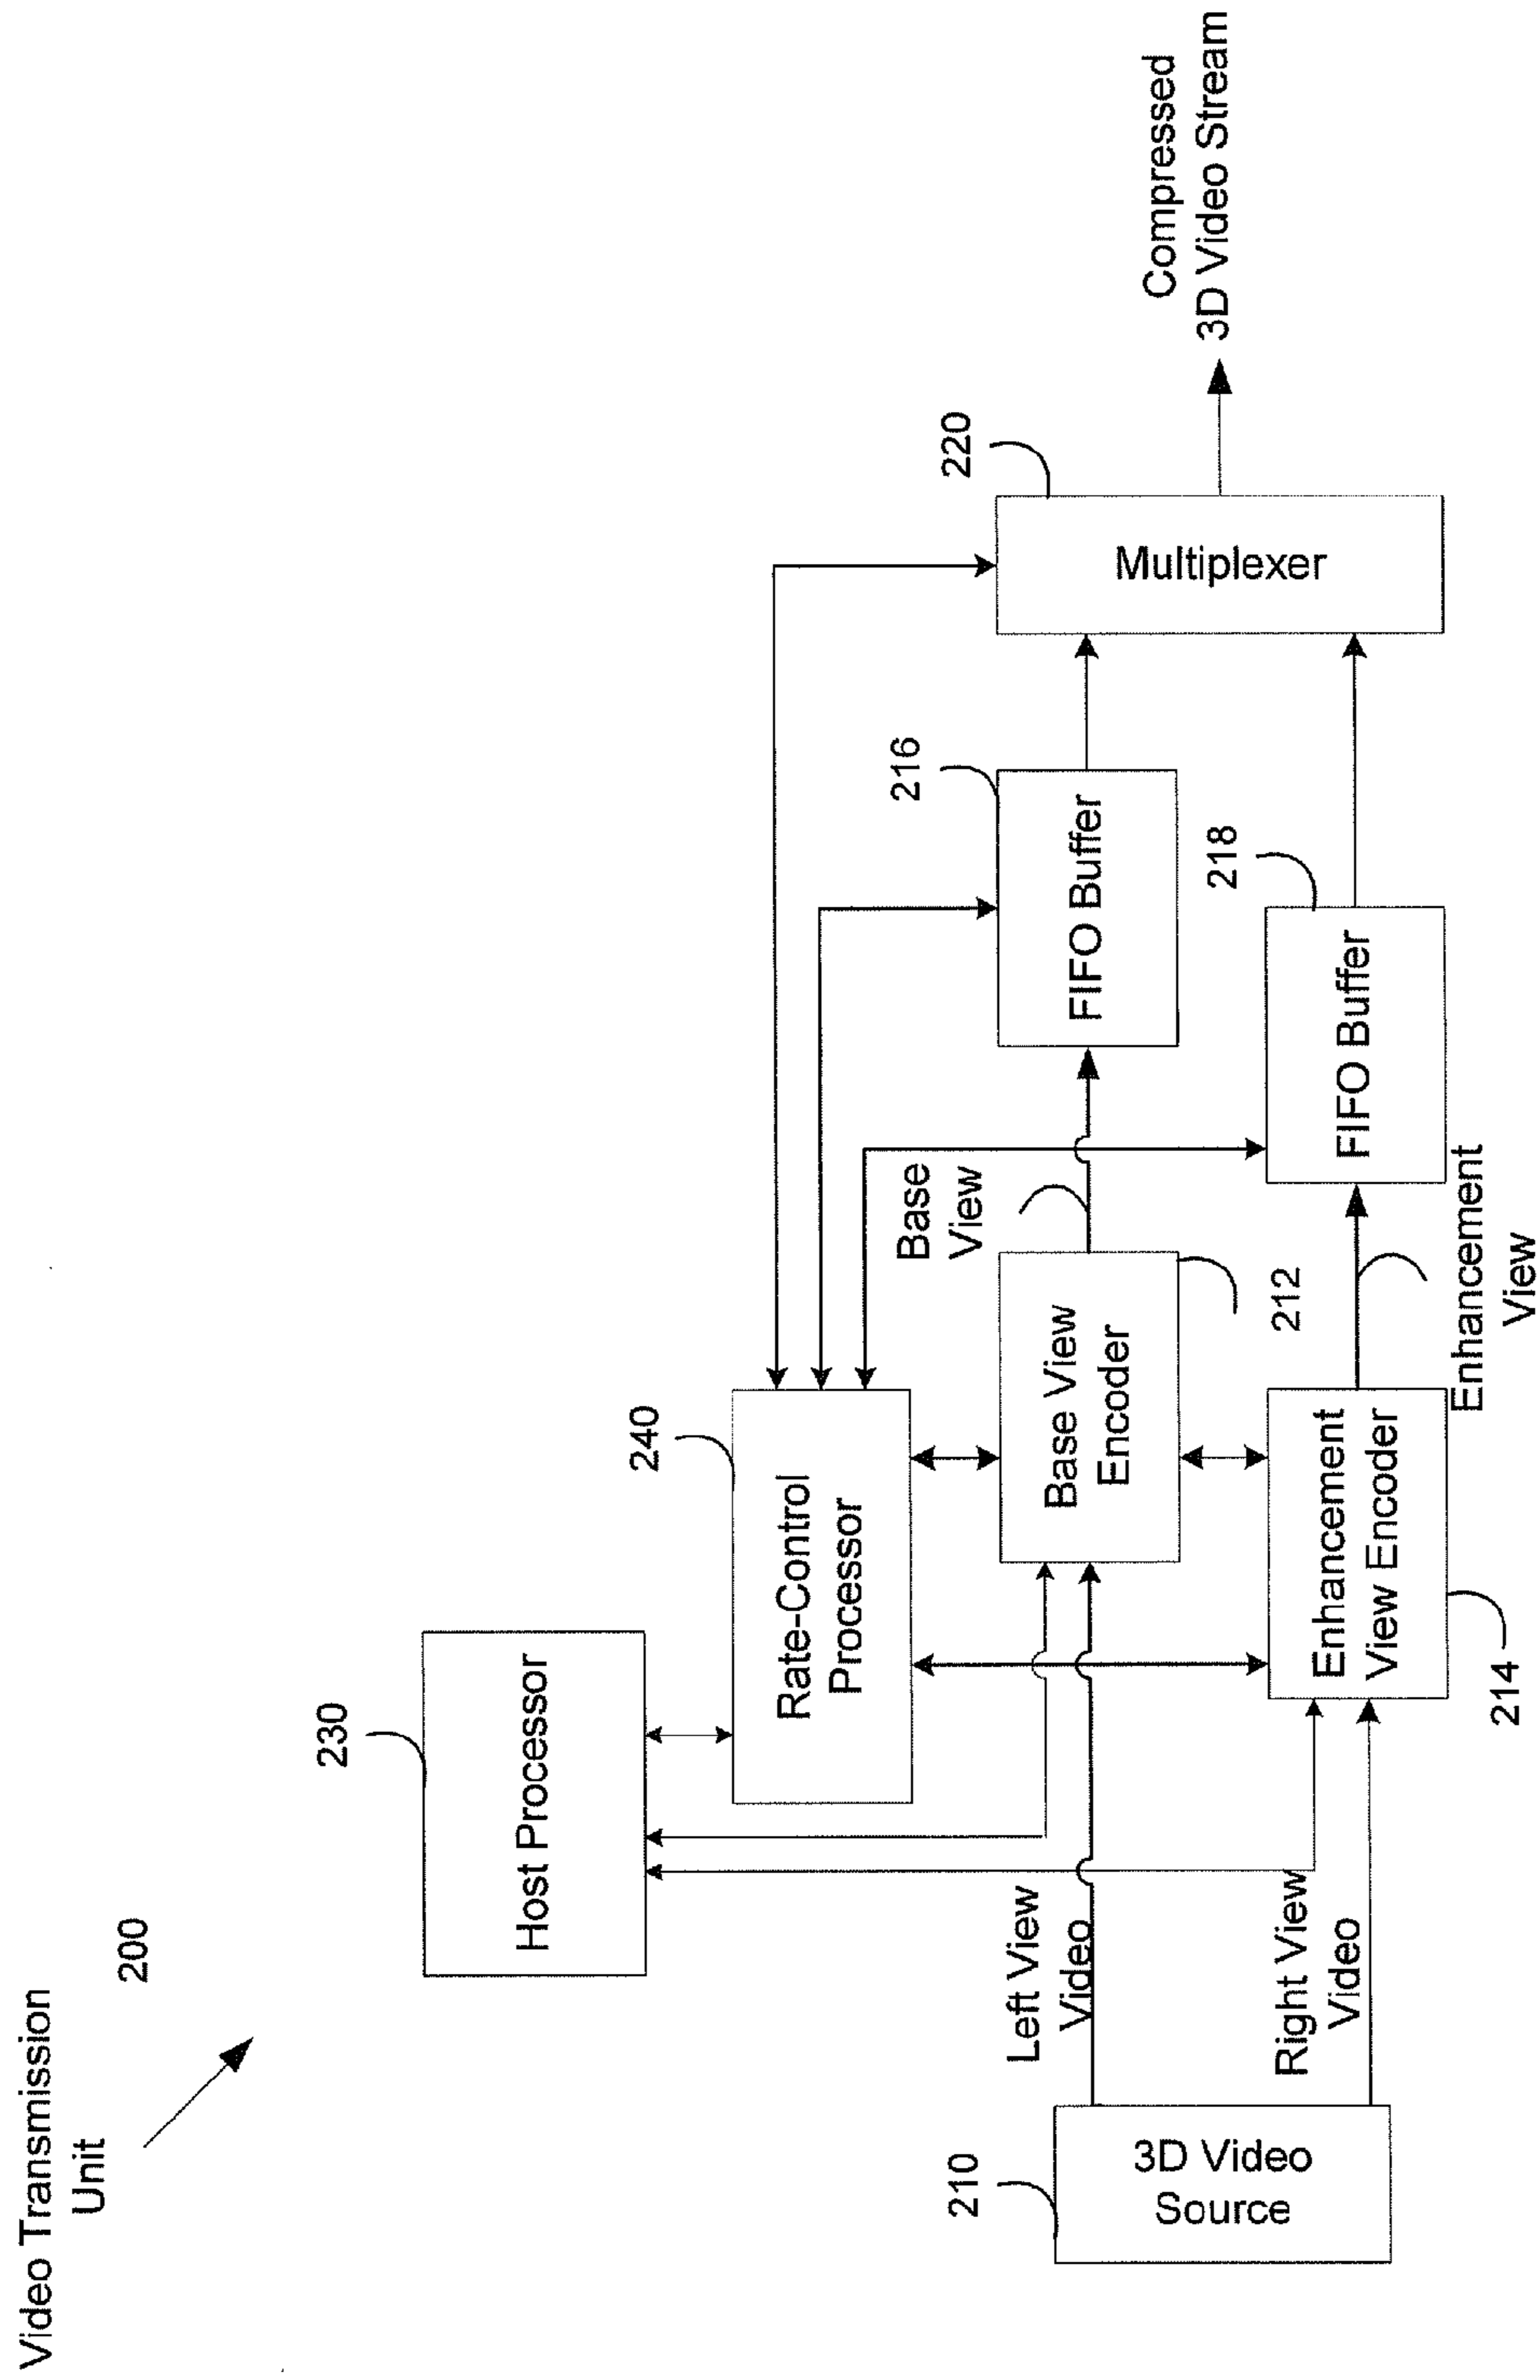 Video Transmission
Unit
200
230
Host Processor
240
Rate-Control
Processor
210
3D Video
Source
Left View
Video
Right View
Video
Base View
Encoder
212
Enhancement
View Encoder
214
Base
View
Enhancement
View
216
FIFO Buffer
218
FIFO Buffer
220
Multiplexer
Compressed
3D Video Stream